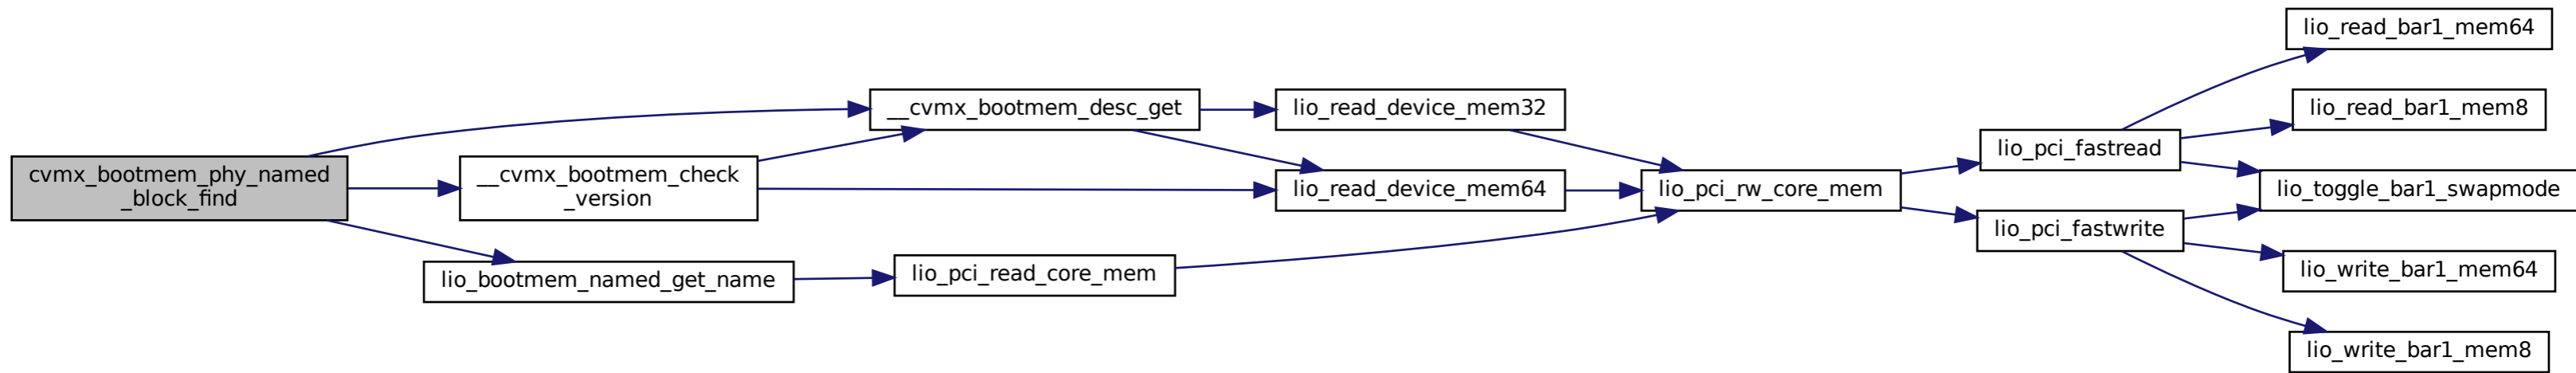 cvmx_bootmem_phy_named
_block_find
__cvmx_bootmem_check
_version
lio_bootmem_named_get_name
__cvmx_bootmem_desc_get
lio_pci_read_core_mem
lio_read_device_mem32
lio_read_device_mem64
lio_pci_rw_core_mem
lio_pci_fastread
lio_pci_fastwrite
lio_read_bar1_mem64
lio_read_bar1_mem8
lio_toggle_bar1_swapmode
lio_write_bar1_mem64
lio_write_bar1_mem8